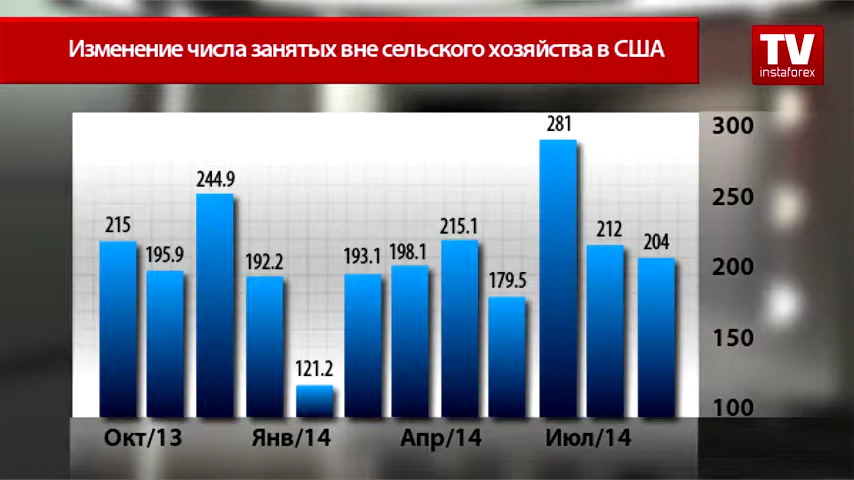 Изменение числа занятых вне сельского хозяйства в США
TV
instaforex
300
250
200
150
100
215
195.9
244.9
192.2
121.2
193.1
198.1
215.1
179.5
281
212
204
Окт/13
Янв/14
Апр/14
Июл/14